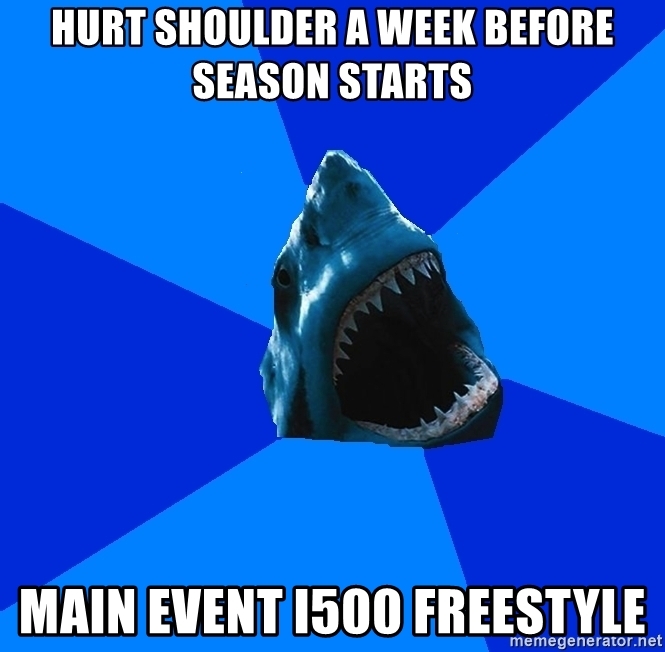 HURT SHOULDER A WEEK BEFORE
SEASON STARTS
MAIN EVENT I500 FREESTYLE
memegenerator.net